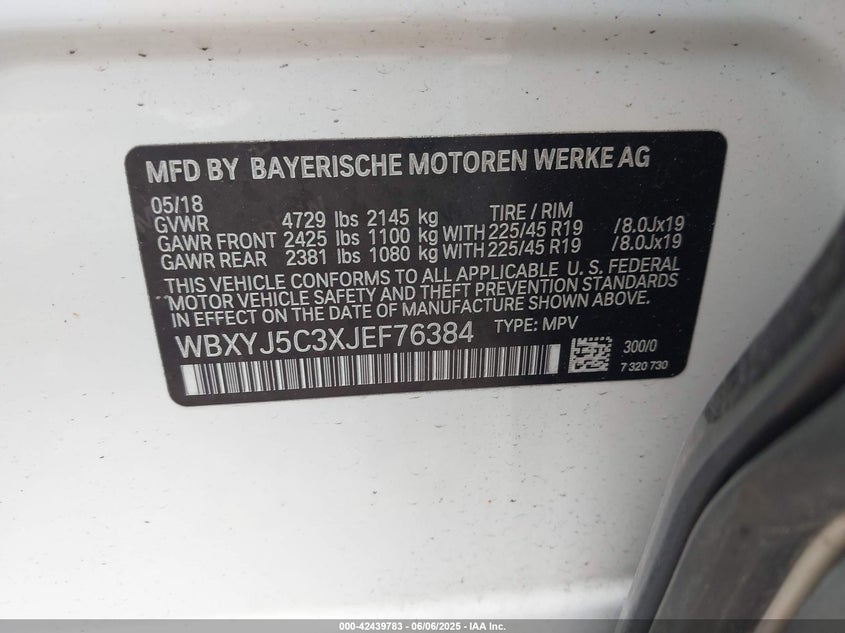 MFD BY BAYERISCHE MOTOREN WERKE AG
05/18
GVWR 4729 lbs 2145 kg TIRE / RIM
GAWR FRONT 2425 lbs 1100 kg WITH 225/45 R19 /8.0Jx19
GAWR REAR 2381 lbs 1080 kg WITH 225/45 R19 /8.0Jx19
THIS VEHICLE CONFORMS TO ALL APPLICABLE U. S. FEDERAL
MOTOR VEHICLE SAFETY AND THEFT PREVENTION STANDARDS
IN EFFECT ON THE DATE OF MANUFACTURE SHOWN ABOVE.
WBXYJ5C3XJEF76384 TYPE: MPV
300/0
7 320 730
000-42439783 - 06/06/2025 - IAA Inc.